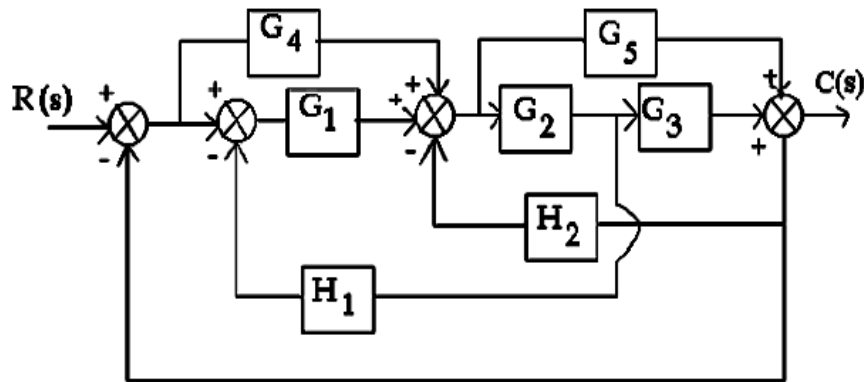 G4
G5
R(s)
+
+
G1
+
+
G2
G3
+
t
C(s)
-
-
-
+
H2
H1